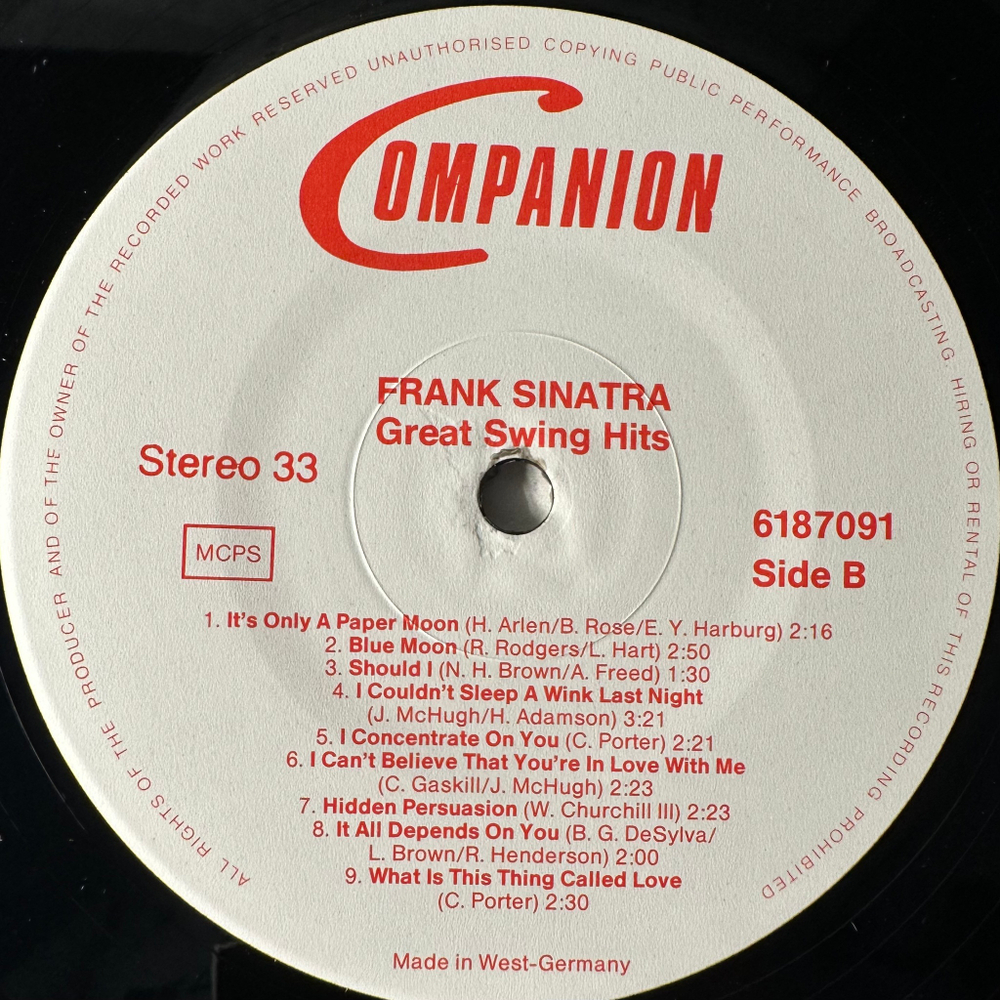 ALL RIGHTS OF THE PRODUCER AND OF THE OWNER OF THE RECORDED WORK RESERVED UNAUTHORISED COPYING PUBLIC PERFORMANCE BROADCASTING, HIRING OR RENTAL OF THIS RECORDING PROHIBITED
COMPANION
FRANK SINATRA
Great Swing Hits
Stereo 33
MCPS
6187091
Side B
1. It's Only A Paper Moon (H. Arlen/B. Rose/E. Y. Harburg) 2:16
2. Blue Moon (R. Rodgers/L. Hart) 2:50
3. Should I (N. H. Brown/A. Freed) 1:30
4. I Couldn't Sleep A Wink Last Night
(J. McHugh/H. Adamson) 3:21
5. I Concentrate On You (C. Porter) 2:21
6. I Can't Believe That You're In Love With Me
(C. Gaskill/J. McHugh) 2:23
7. Hidden Persuasion (W. Churchill III) 2:23
8. It All Depends On You (B. G. DeSylva/
L. Brown/R. Henderson) 2:00
9. What Is This Thing Called Love
(C. Porter) 2:30
Made in West-Germany